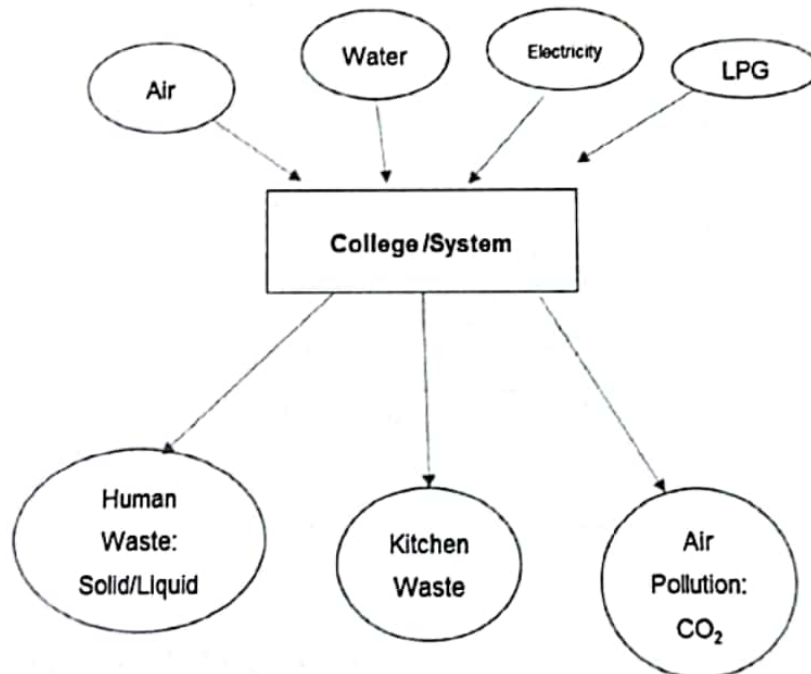 Air
Water
Electricity
LPG
College/System
Human
Waste:
Solid/Liquid
Kitchen
Waste
Air
Pollution:
CO₂